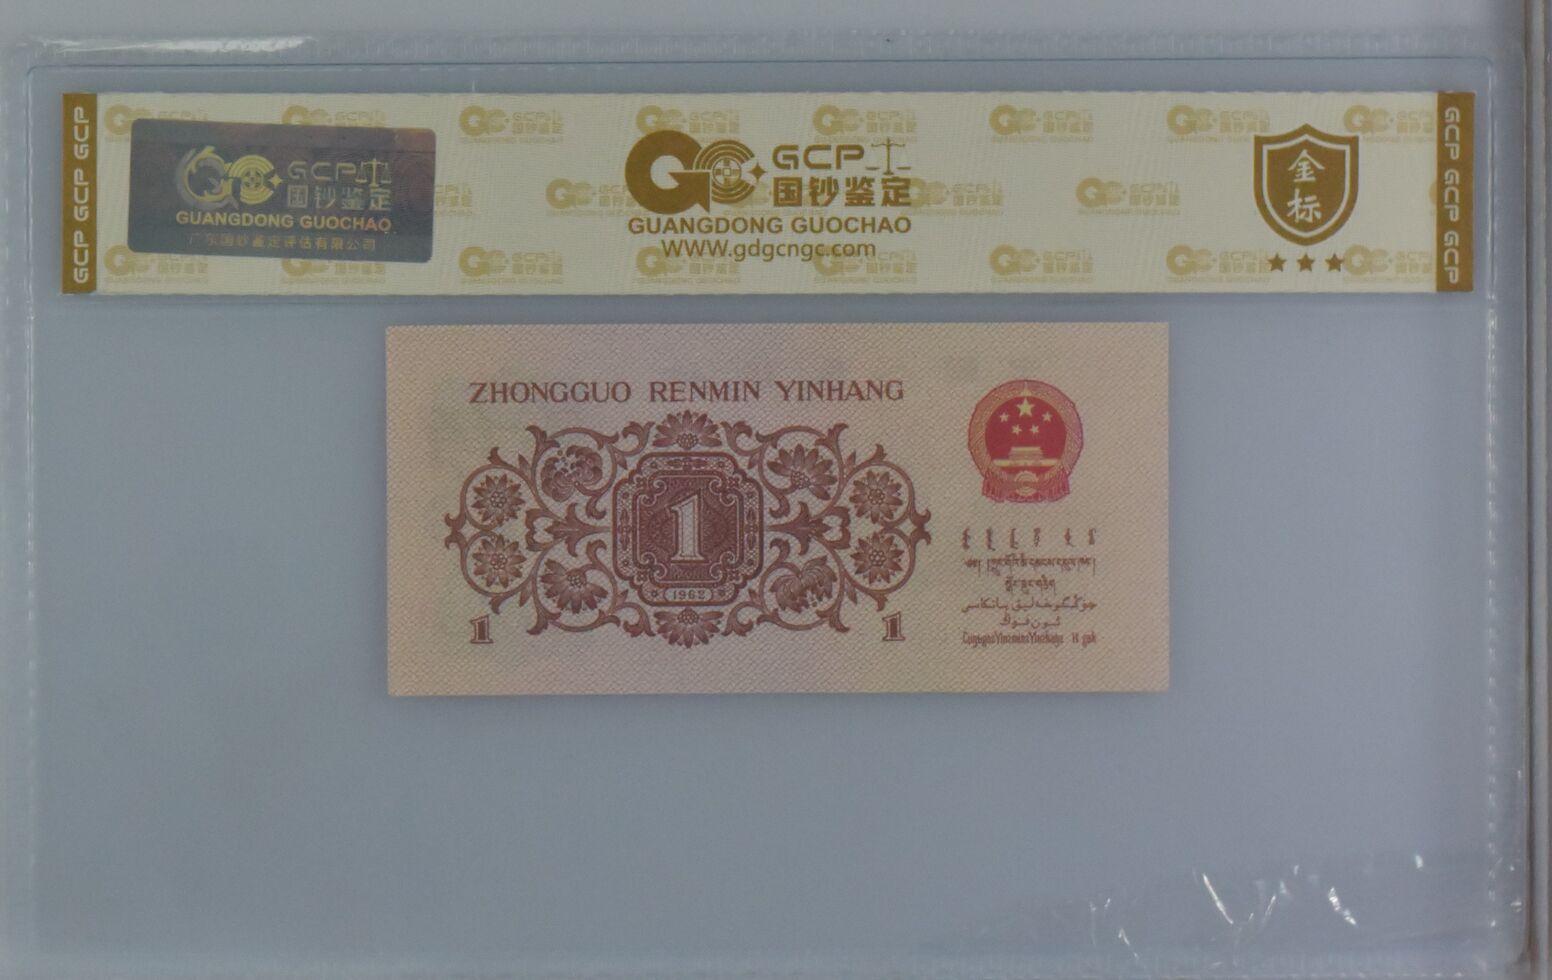 GCP GCP GCP
GCP
国钞鉴定
GUANGDONG GUOCHAO
广东国钞鉴定评估有限公司
GCP
国钞鉴定
GUANGDONG GUOCHAO
WWW.gdgcngc.com
金
标
GCP GCP GCP
ZHONGGUO RENMIN YINHANG
1
1962
1
1